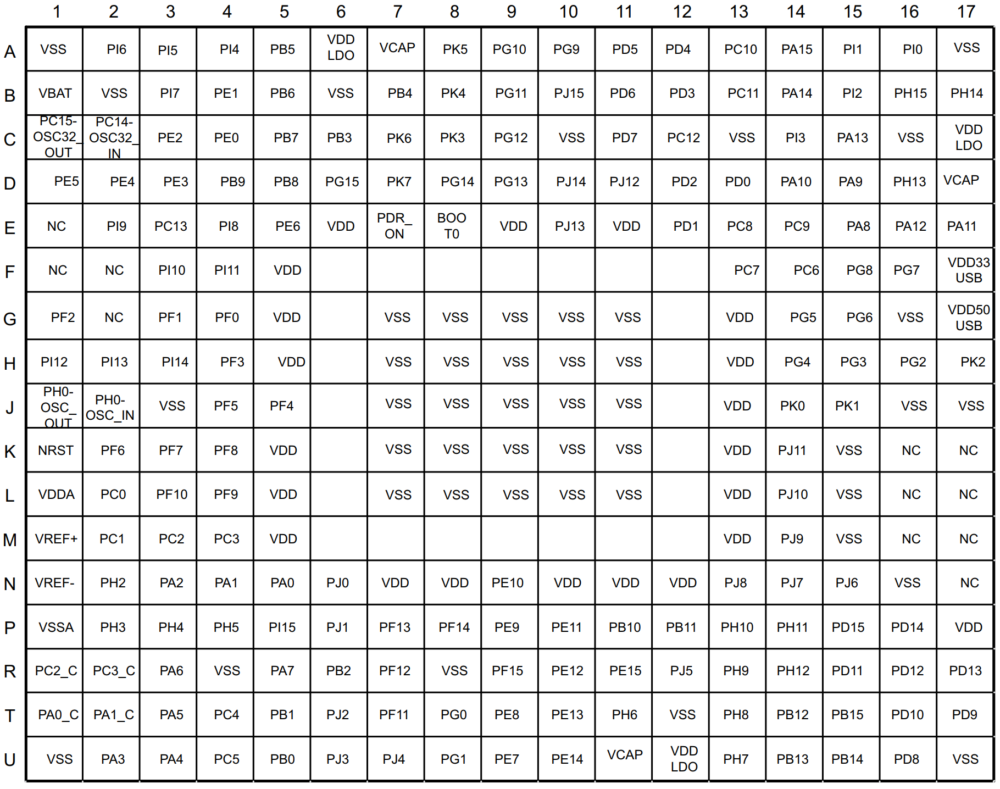 1 2 3 4 5 6 7 8 9 10 11 12 13 14 15 16 17
A VSS PI6 PI5 PI4 PB5 VDD LDO VCAP PK5 PG10 PG9 PD5 PD4 PC10 PA15 PI1 PI0 VSS
B VBAT VSS PI7 PE1 PB6 VSS PB4 PK4 PG11 PJ15 PD6 PD3 PC11 PA14 PI2 PH15 PH14
C PC15-OSC32_OUT PC14-OSC32_IN PE2 PE0 PB7 PB3 PK6 PK3 PG12 VSS PD7 PC12 VSS PI3 PA13 VSS VDD LDO
D PE5 PE4 PE3 PB9 PB8 PG15 PK7 PG14 PG13 PJ14 PJ12 PD2 PD0 PA10 PA9 PH13 VCAP
E NC PI9 PC13 PI8 PE6 VDD PDR_ON BOOT0 VDD PJ13 VDD PD1 PC8 PC9 PA8 PA12 PA11
F NC NC PI10 PI11 VDD PC7 PC6 PG8 PG7 VDD33 USB
G PF2 NC PF1 PF0 VDD VSS VSS VSS VSS VSS VDD PG5 PG6 VSS VDD50 USB
H PI12 PI13 PI14 PF3 VDD VSS VSS VSS VSS VSS VDD PG4 PG3 PG2 PK2
J PH0-OSC_OUT PH0-OSC_IN VSS PF5 PF4 VSS VSS VSS VSS VSS VDD PK0 PK1 VSS VSS
K NRST PF6 PF7 PF8 VDD VSS VSS VSS VSS VSS VDD PJ11 VSS NC NC
L VDDA PC0 PF10 PF9 VDD VSS VSS VSS VSS VSS VDD PJ10 VSS NC NC
M VREF+ PC1 PC2 PC3 VDD VDD PJ9 VSS NC NC
N VREF- PH2 PA2 PA1 PA0 PJ0 VDD VDD PE10 VDD VDD VDD PJ8 PJ7 PJ6 VSS NC
P VSSA PH3 PH4 PH5 PI15 PJ1 PF13 PF14 PE9 PE11 PB10 PB11 PH10 PH11 PD15 PD14 VDD
R PC2_C PC3_C PA6 VSS PA7 PB2 PF12 VSS PF15 PE12 PE15 PJ5 PH9 PH12 PD11 PD12 PD13
T PA0_C PA1_C PA5 PC4 PB1 PJ2 PF11 PG0 PE8 PE13 PH6 VSS PH8 PB12 PB15 PD10 PD9
U VSS PA3 PA4 PC5 PB0 PJ3 PJ4 PG1 PE7 PE14 VCAP VDD LDO PH7 PB13 PB14 PD8 VSS